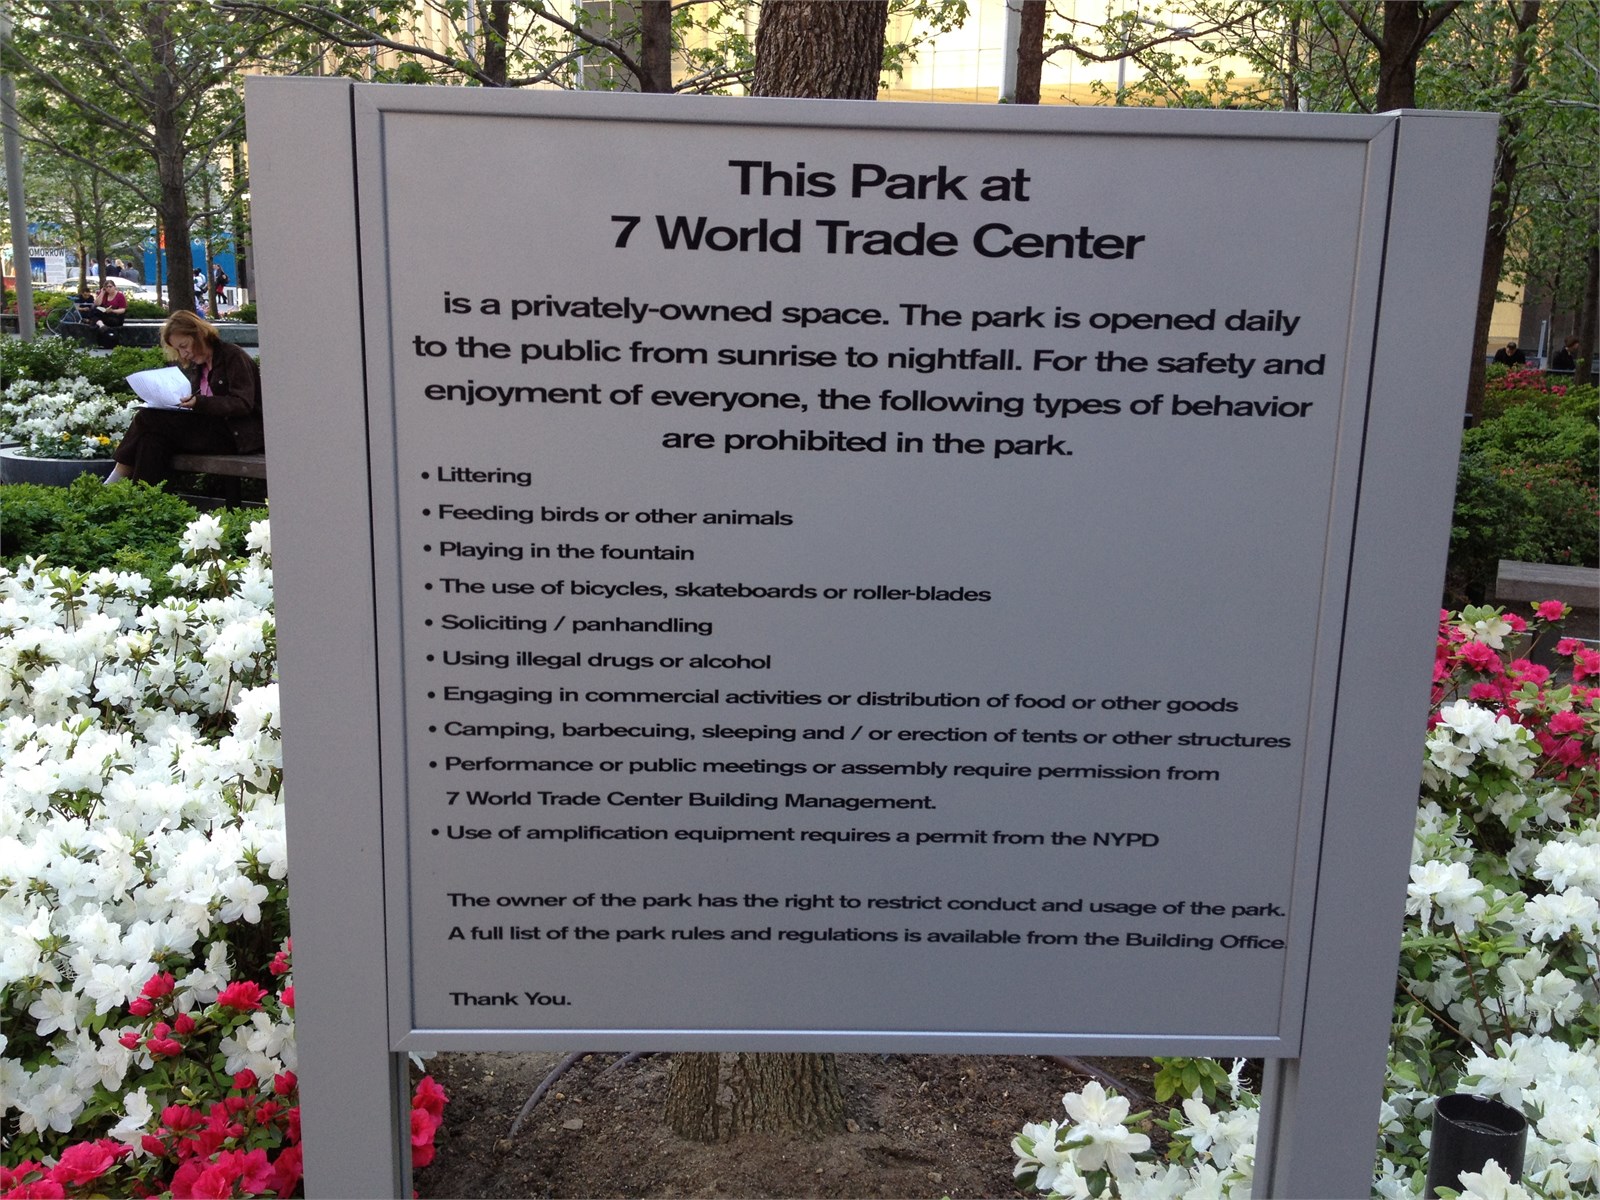 This Park at
7 World Trade Center
is a privately-owned space. The park is opened daily
to the public from sunrise to nightfall. For the safety and
enjoyment of everyone, the following types of behavior
are prohibited in the park.
• Littering
• Feeding birds or other animals
• Playing in the fountain
• The use of bicycles, skateboards or roller-blades
• Soliciting / panhandling
• Using illegal drugs or alcohol
• Engaging in commercial activities or distribution of food or other goods
• Camping, barbecuing, sleeping and / or erection of tents or other structures
• Performance or public meetings or assembly require permission from
7 World Trade Center Building Management.
• Use of amplification equipment requires a permit from the NYPD
The owner of the park has the right to restrict conduct and usage of the park.
A full list of the park rules and regulations is available from the Building Office.
Thank You.
OMORROW